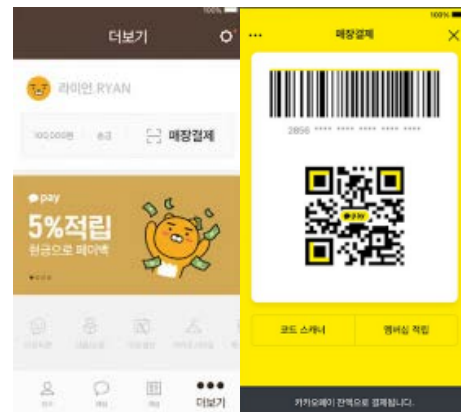 100%
더보기
라이언 RYAN
100,000원 송금 매장결제
pay
5%적립
현금으로 페이백
더보기
100%
매장결제
2856 **** **** **** **** ****
pay
코드 스캐너 멤버십 적립
카카오페이 잔액으로 결제됩니다.